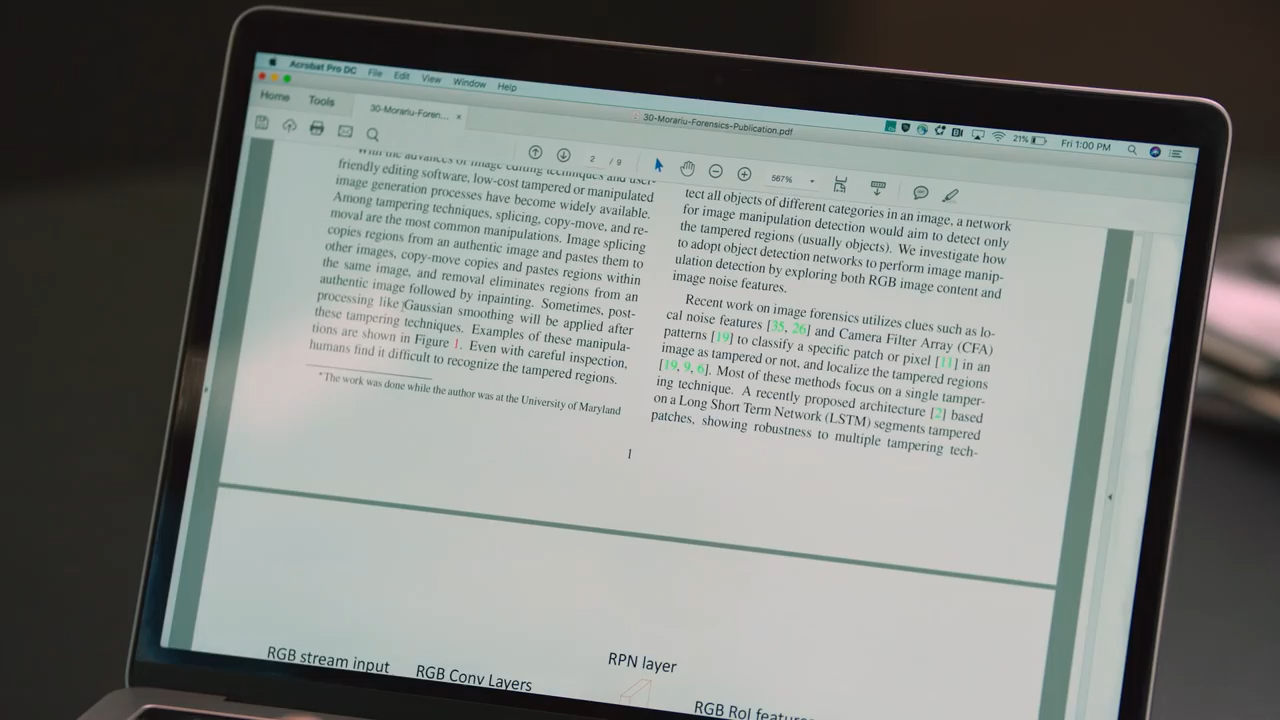 Acrobat Pro DC File Edit View Window Help
21% Fri 1:00 PM
30-Morariu-Forensics-Publication.pdf
Home Tools 30-Morariu-Foren... ×
2 / 9 567%
With the advances of image editing techniques and user-
friendly editing software, low-cost tampered or manipulated
image generation processes have become widely available.
Among tampering techniques, splicing, copy-move, and re-
moval are the most common manipulations. Image splicing
copies regions from an authentic image and pastes them to
other images, copy-move copies and pastes regions within
the same image, and removal eliminates regions from an
authentic image followed by inpainting. Sometimes, post-
processing like Gaussian smoothing will be applied after
these tampering techniques. Examples of these manipula-
tions are shown in Figure 1. Even with careful inspection,
humans find it difficult to recognize the tampered regions.
*The work was done while the author was at the University of Maryland
tect all objects of different categories in an image, a network
for image manipulation detection would aim to detect only
the tampered regions (usually objects). We investigate how
to adopt object detection networks to perform image manip-
ulation detection by exploring both RGB image content and
image noise features.
Recent work on image forensics utilizes clues such as lo-
cal noise features [35, 26] and Camera Filter Array (CFA)
patterns [19] to classify a specific patch or pixel [11] in an
image as tampered or not, and localize the tampered regions
[19, 9, 6]. Most of these methods focus on a single tamper-
ing technique. A recently proposed architecture [2] based
on a Long Short Term Network (LSTM) segments tampered
patches, showing robustness to multiple tampering tech-
1
RGB stream input
RGB Conv Layers
RPN layer
RGB RoI features